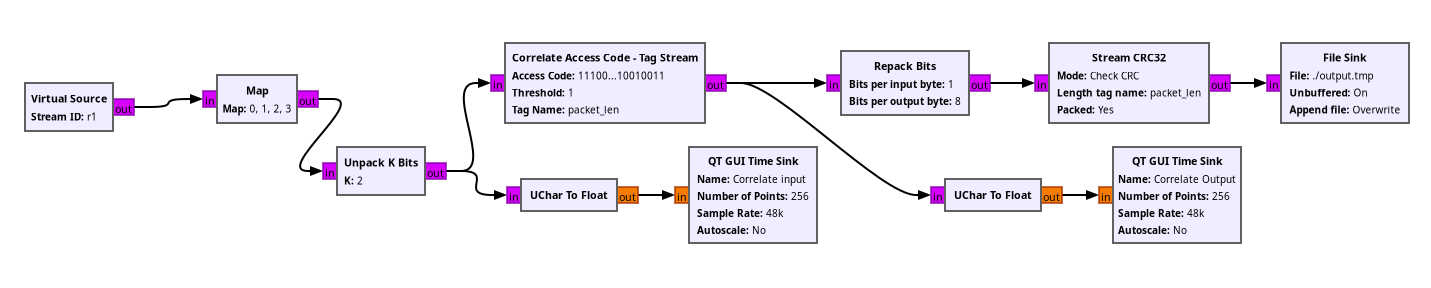 Virtual Source
Stream ID: r1
out
in
Map
Map: 0, 1, 2, 3
out
in
Unpack K Bits
K: 2
out
in
Correlate Access Code - Tag Stream
Access Code: 11100...10010011
Threshold: 1
Tag Name: packet_len
out
in
UChar To Float
out
in
QT GUI Time Sink
Name: Correlate input
Number of Points: 256
Sample Rate: 48k
Autoscale: No
in
Repack Bits
Bits per input byte: 1
Bits per output byte: 8
out
in
Stream CRC32
Mode: Check CRC
Length tag name: packet_len
Packed: Yes
out
in
File Sink
File: ./output.tmp
Unbuffered: On
Append file: Overwrite
in
UChar To Float
out
in
QT GUI Time Sink
Name: Correlate Output
Number of Points: 256
Sample Rate: 48k
Autoscale: No